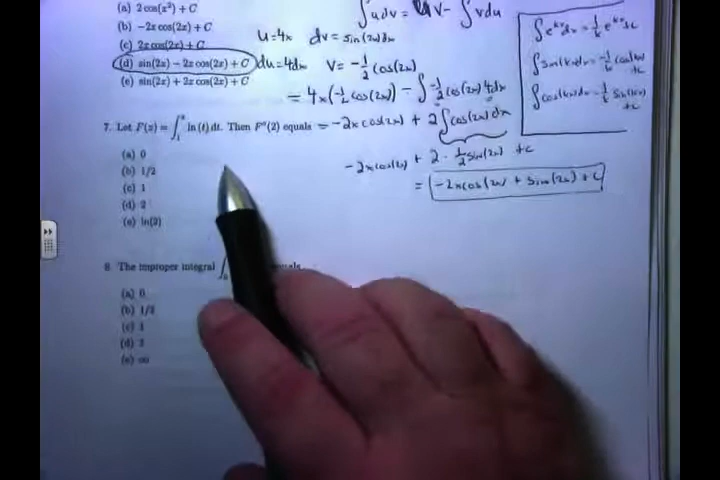 (a) 2cos(x²) + C
∫udv = uv - ∫vdu
(b) -2x cos(2x) + C
u=4x dv = sin(2x)dx
(c) 2x cos(2x) + C
(d) sin(2x) - 2x cos(2x) + C
du=4dx v= -1/2 cos(2x)
(e) sin(2x) + 2x cos(2x) + C
= 4x(-1/2 cos(2x)) - ∫-1/2 cos(2x) 4dx
∫e^kx dx = 1/k e^kx +c
∫sin(kx)dx = -1/k cos(kx) +c
∫cos(kx)dx = 1/k sin(kx) +c
7. Let F(x) = ∫₁ˣ ln(t) dt. Then F″(2) equals
= -2x cos(2x) + 2∫cos(2x) dx
(a) 0
-2x cos(2x) + 2 · 1/2 sin(2x) + c
(b) 1/2
= -2x cos(2x) + sin(2x) + C
(c) 1
(d) 2
(e) ln(2)
8. The improper integral ∫ equals
(a) 0
(b) 1/2
(c) 1
(d) 2
(e) ∞